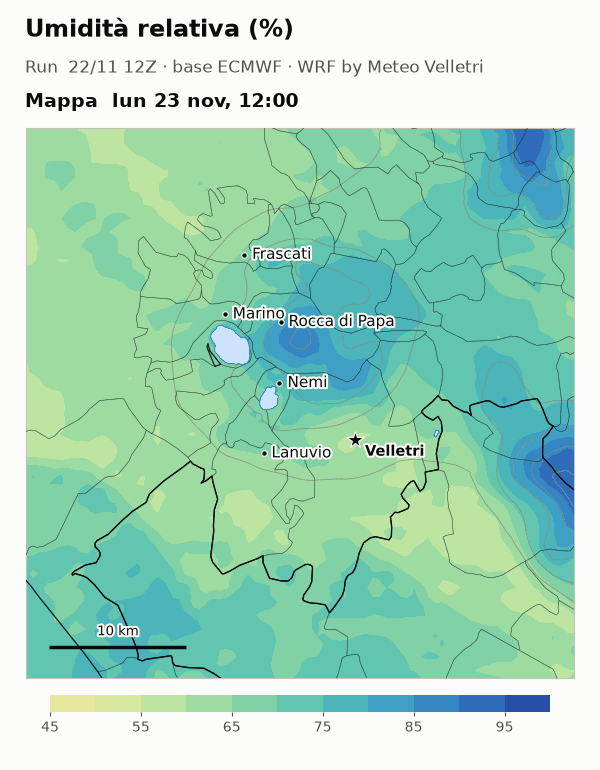 Umidità relativa (%)
Run  22/11 12Z · base ECMWF · WRF by Meteo Velletri
Mappa  lun 23 nov, 12:00
Frascati
Marino
Rocca di Papa
Nemi
Velletri
Lanuvio
10 km
45 55 65 75 85 95